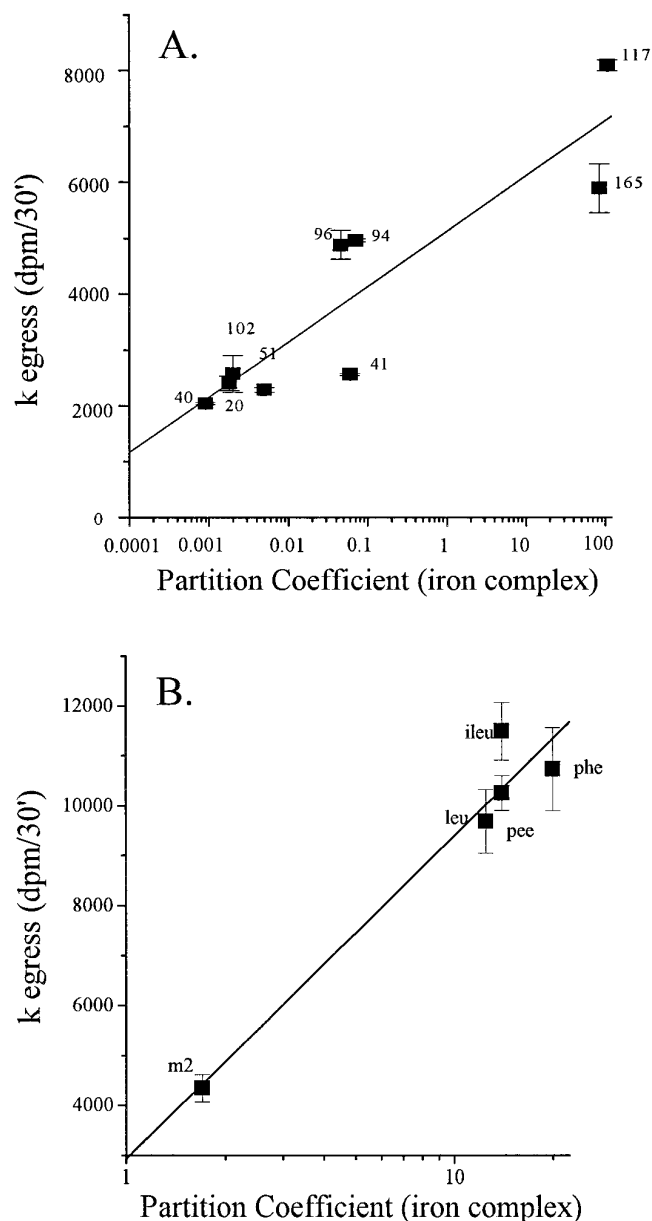 A.
k egress (dpm/30')
8000
6000
4000
2000
0
117
165
96
94
102
51
41
40
20
0.0001 0.001 0.01 0.1 1 10 100
Partition Coefficient (iron complex)
B.
k egress (dpm/30')
12000
10000
8000
6000
4000
ileu
phe
leu
pee
m2
1 10
Partition Coefficient (iron complex)